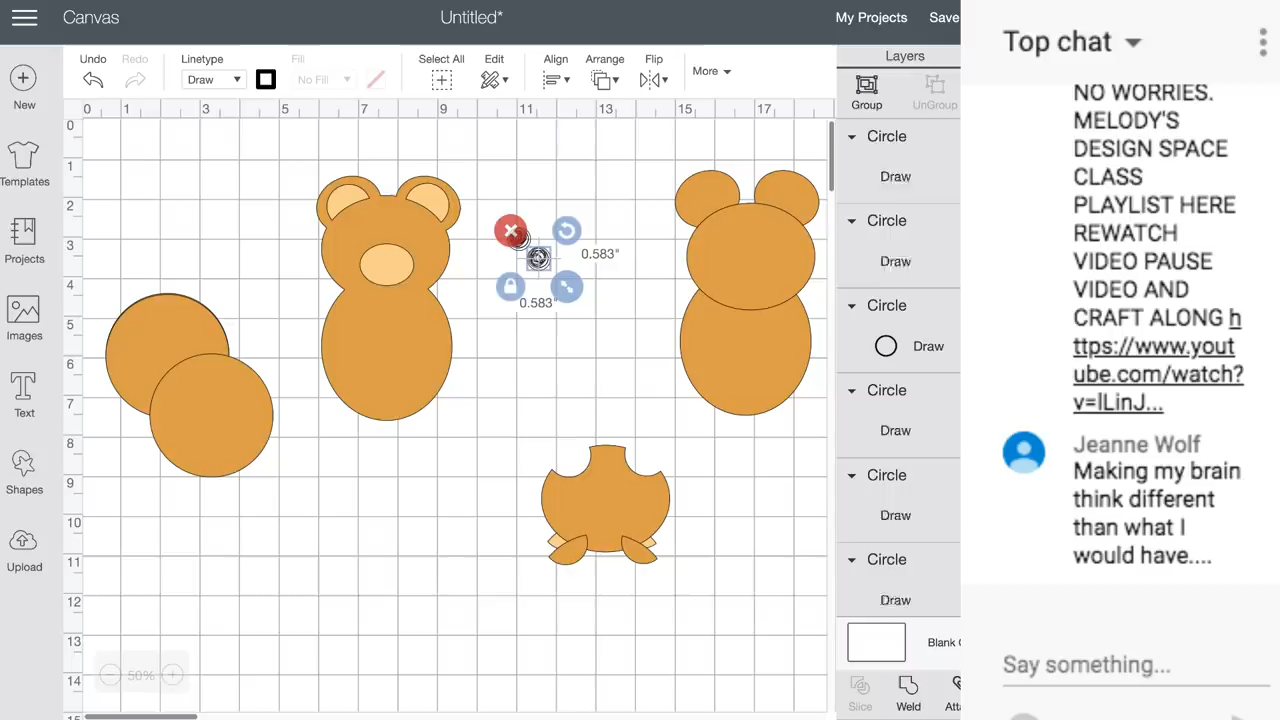 Canvas
Untitled*
My Projects
Save
Undo
Redo
Linetype
Fill
Select All
Edit
Align
Arrange
Flip
Draw
No Fill
More
Layers
Group
UnGroup
New
Templates
Projects
Images
Text
Shapes
Upload
0 1 3 5 7 9 11 13 15 17
0
1
2
3
4
5
6
7
8
9
10
11
12
13
14
0.583"
0.583"
50%
Circle
Draw
Circle
Draw
Circle
Draw
Circle
Draw
Circle
Draw
Circle
Draw
Blank
Slice
Weld
Top chat
NO WORRIES.
MELODY'S
DESIGN SPACE
CLASS
PLAYLIST HERE
REWATCH
VIDEO PAUSE
VIDEO AND
CRAFT ALONG h
ttps://www.yout
ube.com/watch?
v=lLinJ...
Jeanne Wolf
Making my brain
think different
than what I
would have....
Say something...